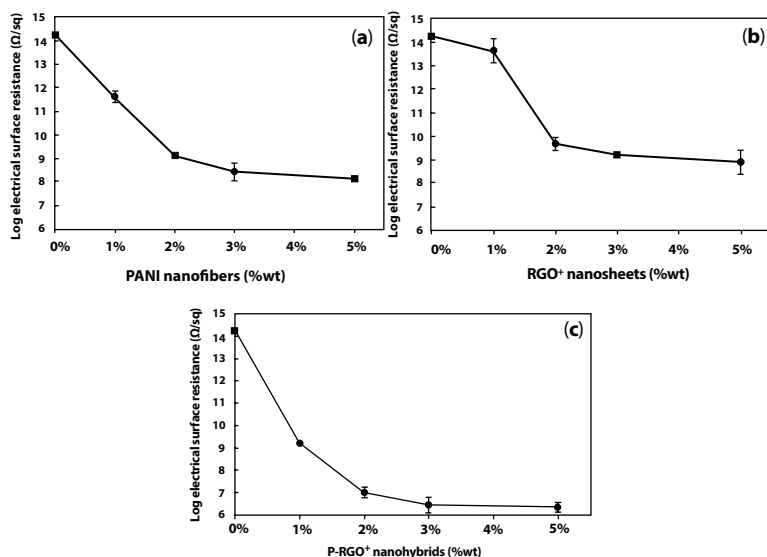 (a)
Log electrical surface resistance (Ω/sq)
15
14
13
12
11
10
9
8
7
6
0% 1% 2% 3% 4% 5%
PANI nanofibers (%wt)
(b)
Log electrical surface resistance (Ω/sq)
15
14
13
12
11
10
9
8
7
6
0% 1% 2% 3% 4% 5%
RGO⁺ nanosheets (%wt)
(c)
Log electrical surface resistance (Ω/sq)
15
14
13
12
11
10
9
8
7
6
0% 1% 2% 3% 4% 5%
P-RGO⁺ nanohybrids (%wt)